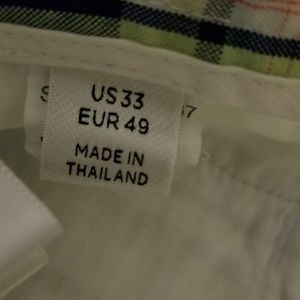 US 33
EUR 49
MADE IN
THAILAND